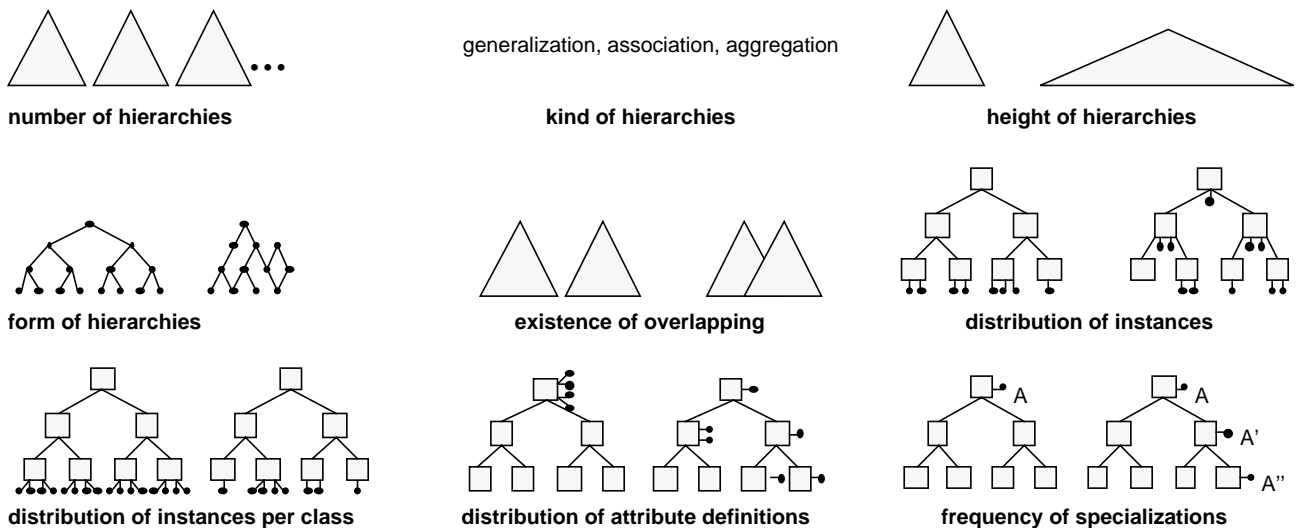 generalization, association, aggregation
number of hierarchies
kind of hierarchies
height of hierarchies
form of hierarchies
existence of overlapping
distribution of instances
A
A
A'
A''
distribution of instances per class
distribution of attribute definitions
frequency of specializations